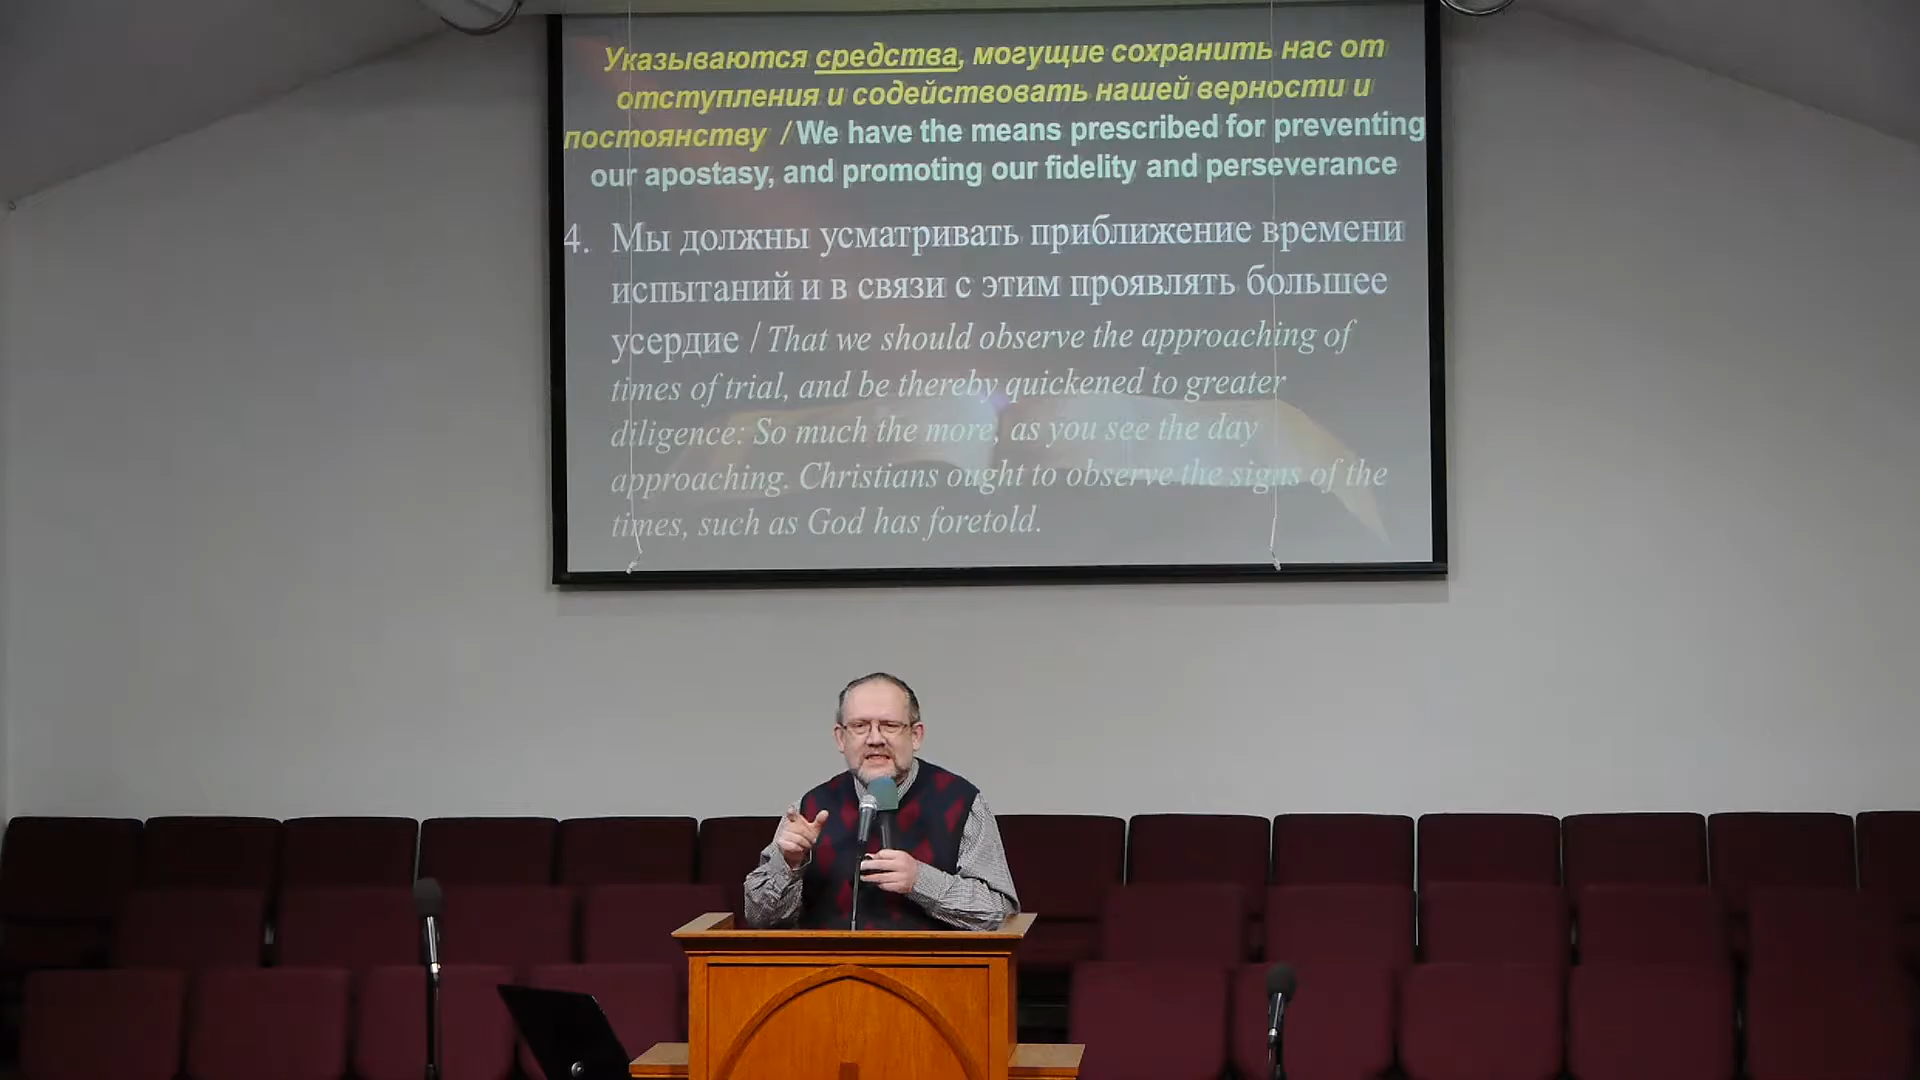 Указываются средства, могущие сохранить нас от
отступления и содействовать нашей верности и
постоянству / We have the means prescribed for preventing
our apostasy, and promoting our fidelity and perseverance
4. Мы должны усматривать приближение времени
испытаний и в связи с этим проявлять большее
усердие / That we should observe the approaching of
times of trial, and be thereby quickened to greater
diligence: So much the more, as you see the day
approaching. Christians ought to observe the signs of the
times, such as God has foretold.